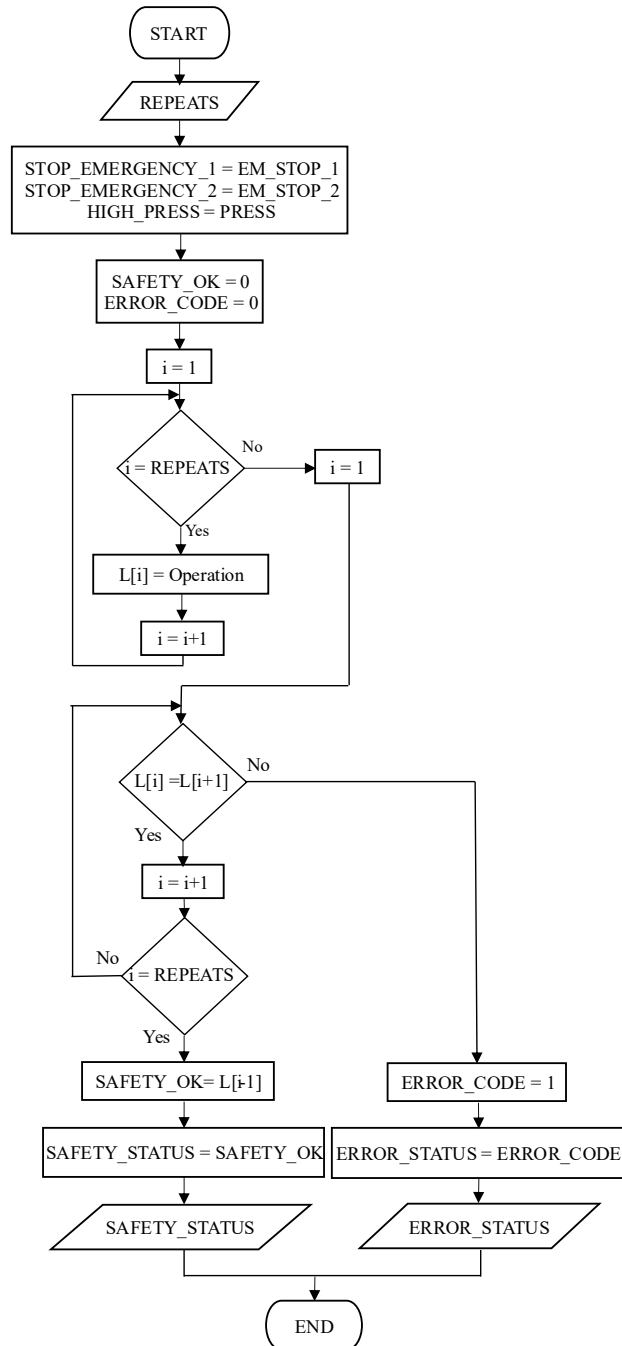 START
REPEATS
STOP_EMERGENCY_1 = EM_STOP_1
STOP_EMERGENCY_2 = EM_STOP_2
HIGH_PRESS = PRESS
SAFETY_OK = 0
ERROR_CODE = 0
i = 1
i = REPEATS
No
i = 1
Yes
L[i] = Operation
i = i+1
L[i] =L[i+1]
No
Yes
i = i+1
i = REPEATS
No
Yes
SAFETY_OK= L[i-1]
ERROR_CODE = 1
SAFETY_STATUS = SAFETY_OK
ERROR_STATUS = ERROR_CODE
SAFETY_STATUS
ERROR_STATUS
END